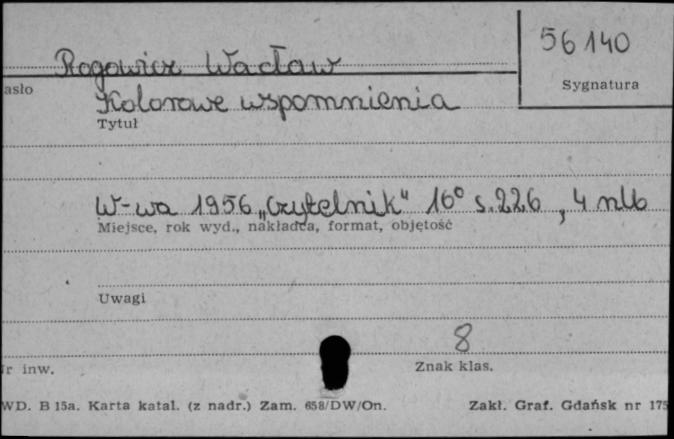 56140
Rogowicz Wacław
Sygnatura
asło
Kolorowe wspomnienia
Tytuł
W-wa 1956 „Czytelnik" 16° s. 226, 4 nlb
Miejsce, rok wyd., nakładca, format, objętość
Uwagi
8
r inw.
Znak klas.
WD. B 15a. Karta katal. (z nadr.) Zam. 658/DW/On.
Zakł. Graf. Gdańsk nr 175